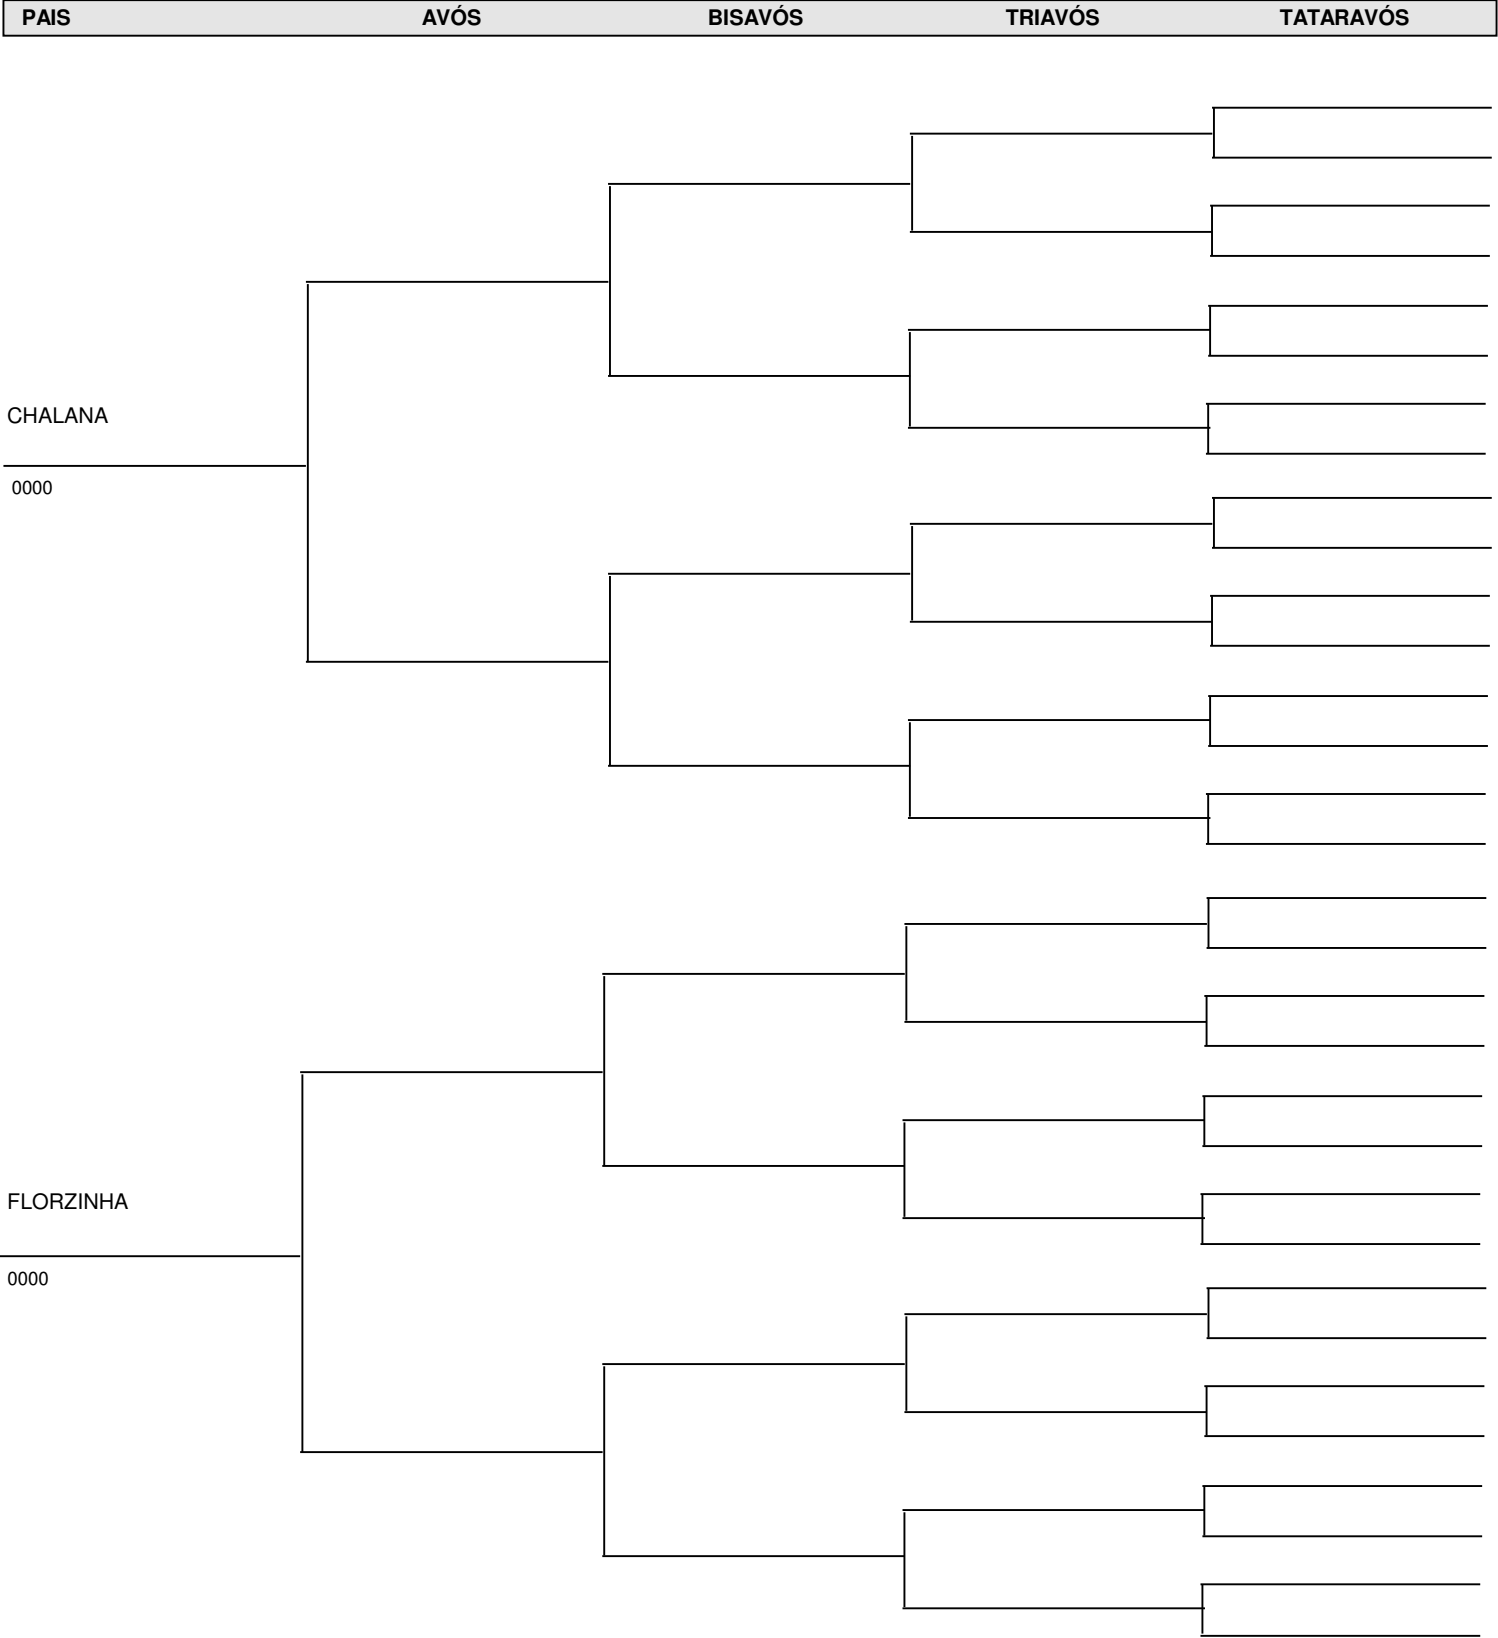 PAIS AVÓS BISAVÓS TRIAVÓS TATARAVÓS
CHALANA
0000
FLORZINHA
0000